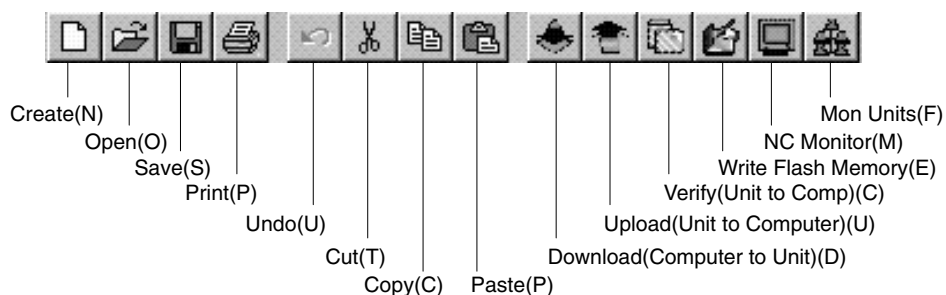 Create(N)
Mon Units(F)
Open(O)
NC Monitor(M)
Save(S)
Write Flash Memory(E)
Print(P)
Verify(Unit to Comp)(C)
Undo(U)
Upload(Unit to Computer)(U)
Cut(T)
Download(Computer to Unit)(D)
Copy(C)
Paste(P)